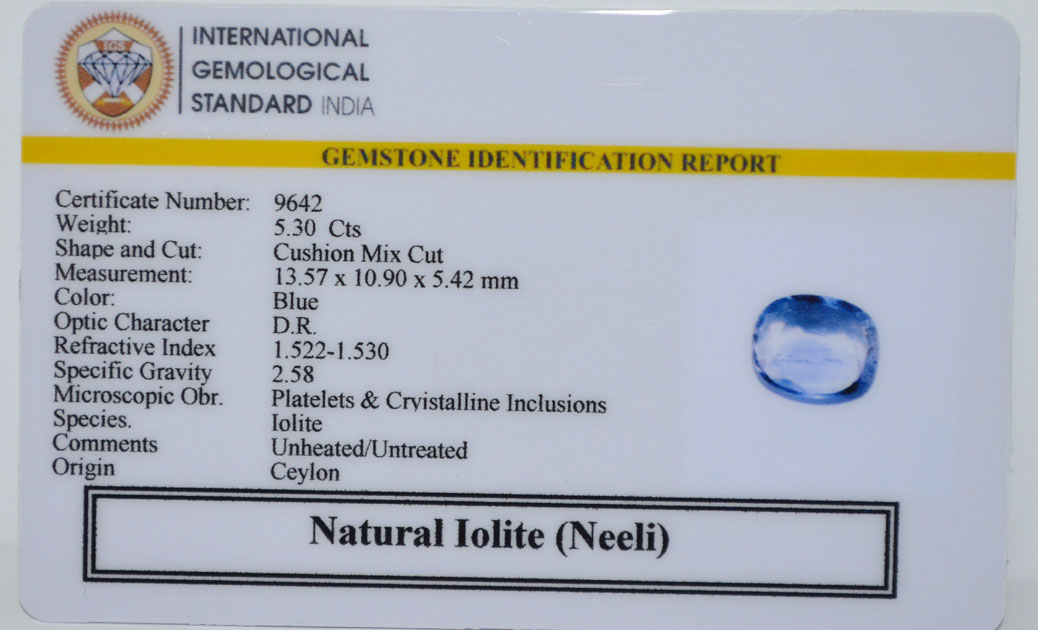 IGS
INTERNATIONAL
GEMOLOGICAL
STANDARD INDIA
GEMSTONE IDENTIFICATION REPORT
Certificate Number: 9642
Weight: 5.30 Cts
Shape and Cut: Cushion Mix Cut
Measurement: 13.57 x 10.90 x 5.42 mm
Color: Blue
Optic Character D.R.
Refractive Index 1.522-1.530
Specific Gravity 2.58
Microscopic Obr. Platelets & Crvistalline Inclusions
Species. Iolite
Comments Unheated/Untreated
Origin Ceylon
Natural Iolite (Neeli)